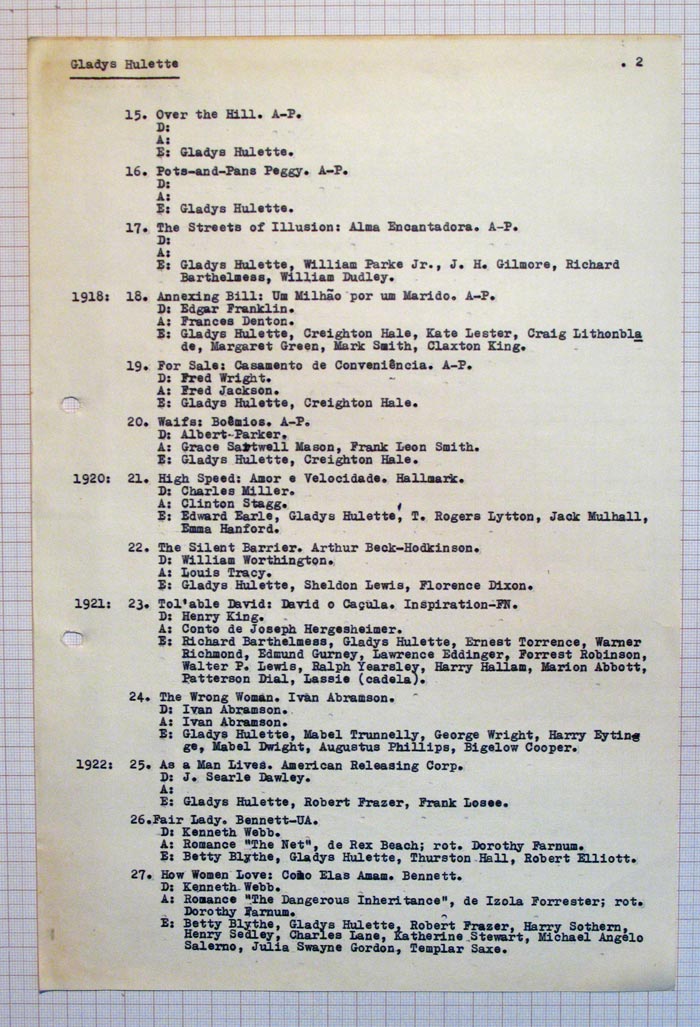 Gladys Hulette . 2
15. Over the Hill. A-P.
D:
A:
E: Gladys Hulette.
16. Pots-and-Pans Peggy. A-P.
D:
A:
E: Gladys Hulette.
17. The Streets of Illusion: Alma Encantadora. A-P.
D:
A:
E: Gladys Hulette, William Parke Jr., J. H. Gilmore, Richard
Barthelmess, William Dudley.
1918: 18. Annexing Bill: Um Milhão por um Marido. A-P.
D: Edgar Franklin.
A: Frances Denton.
E: Gladys Hulette, Creighton Hale, Kate Lester, Craig Lithonbla
de, Margaret Green, Mark Smith, Claxton King.
19. For Sale: Casamento de Conveniência. A-P.
D: Fred Wright.
A: Fred Jackson.
E: Gladys Hulette, Creighton Hale.
20. Waifs: Boêmios. A-P.
D: Albert Parker.
A: Grace Sartwell Mason, Frank Leon Smith.
E: Gladys Hulette, Creighton Hale.
1920: 21. High Speed: Amor e Velocidade. Hallmark.
D: Charles Miller.
A: Clinton Stagg.
E: Edward Earle, Gladys Hulette, T. Rogers Lytton, Jack Mulhall,
Emma Hanford.
22. The Silent Barrier. Arthur Beck-Hodkinson.
D: William Worthington.
A: Louis Tracy.
E: Gladys Hulette, Sheldon Lewis, Florence Dixon.
1921: 23. Tol'able David: David o Caçula. Inspiration-FN.
D: Henry King.
A: Conto de Joseph Hergesheimer.
E: Richard Barthelmess, Gladys Hulette, Ernest Torrence, Warner
Richmond, Edmund Gurney, Lawrence Eddinger, Forrest Robinson,
Walter P. Lewis, Ralph Yearsley, Harry Hallam, Marion Abbott,
Patterson Dial, Lassie (cadela).
24. The Wrong Woman. Ivan Abramson.
D: Ivan Abramson.
A: Ivan Abramson.
E: Gladys Hulette, Mabel Trunnelly, George Wright, Harry Eyting
ge, Mabel Dwight, Augustus Phillips, Bigelow Cooper.
1922: 25. As a Man Lives. American Releasing Corp.
D: J. Searle Dawley.
A:
E: Gladys Hulette, Robert Frazer, Frank Losee.
26.Fair Lady. Bennett-UA.
D: Kenneth Webb.
A: Romance "The Net", de Rex Beach; rot. Dorothy Farnum.
E: Betty Blythe, Gladys Hulette, Thurston Hall, Robert Elliott.
27. How Women Love: Como Elas Amam. Bennett.
D: Kenneth Webb.
A: Romance "The Dangerous Inheritance", de Izola Forrester; rot.
Dorothy Farnum.
E: Betty Blythe, Gladys Hulette, Robert Frazer, Harry Sothern,
Henry Sedley, Charles Lane, Katherine Stewart, Michael Angelo
Salerno, Julia Swayne Gordon, Templar Saxe.